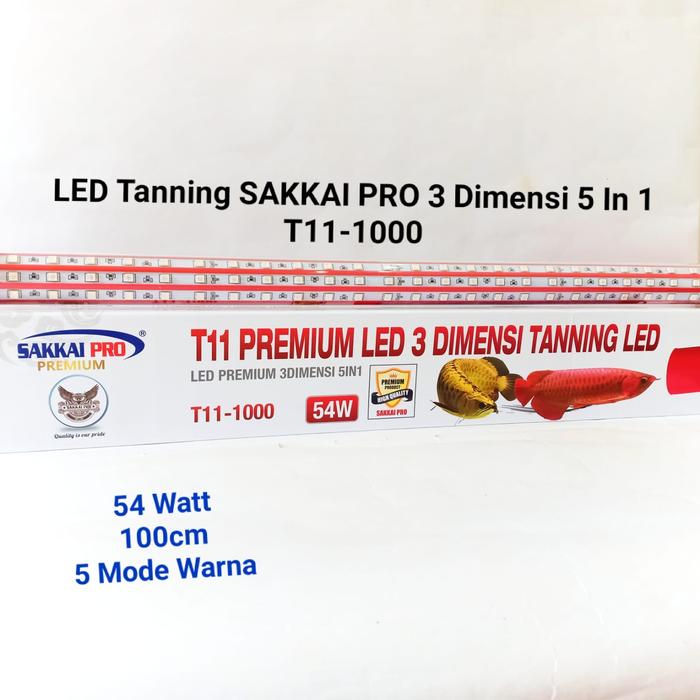 LED Tanning SAKKAI PRO 3 Dimensi 5 In 1
T11-1000
SAKKAI PRO®
PREMIUM
SAKKAI PRO
Quality is our pride
T11 PREMIUM LED 3 DIMENSI TANNING LED
LED PREMIUM 3DIMENSI 5IN1
T11-1000
54W
PREMIUM
PRODUCT
HIGH QUALITY
SAKKAI PRO
54 Watt
100cm
5 Mode Warna